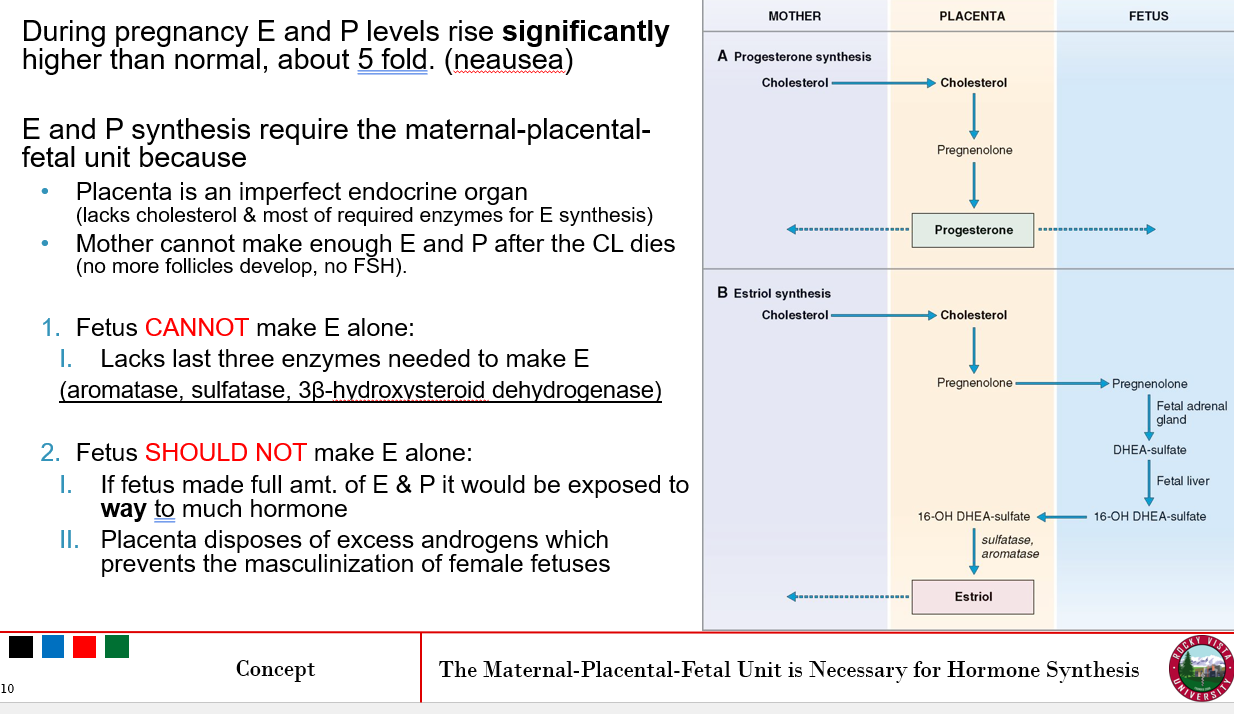 During pregnancy E and P levels rise significantly
higher than normal, about 5 fold. (neausea)
E and P synthesis require the maternal-placental-
fetal unit because
• Placenta is an imperfect endocrine organ
(lacks cholesterol & most of required enzymes for E synthesis)
• Mother cannot make enough E and P after the CL dies
(no more follicles develop, no FSH).
1. Fetus CANNOT make E alone:
I. Lacks last three enzymes needed to make E
(aromatase, sulfatase, 3β-hydroxysteroid dehydrogenase)
2. Fetus SHOULD NOT make E alone:
I. If fetus made full amt. of E & P it would be exposed to
way to much hormone
II. Placenta disposes of excess androgens which
prevents the masculinization of female fetuses
MOTHER PLACENTA FETUS
A Progesterone synthesis
Cholesterol Cholesterol
Pregnenolone
Progesterone
B Estriol synthesis
Cholesterol Cholesterol
Pregnenolone Pregnenolone
Fetal adrenal
gland
DHEA-sulfate
Fetal liver
16-OH DHEA-sulfate 16-OH DHEA-sulfate
sulfatase,
aromatase
Estriol
10
Concept
The Maternal-Placental-Fetal Unit is Necessary for Hormone Synthesis
ROCKY VISTA
UNIVERSITY